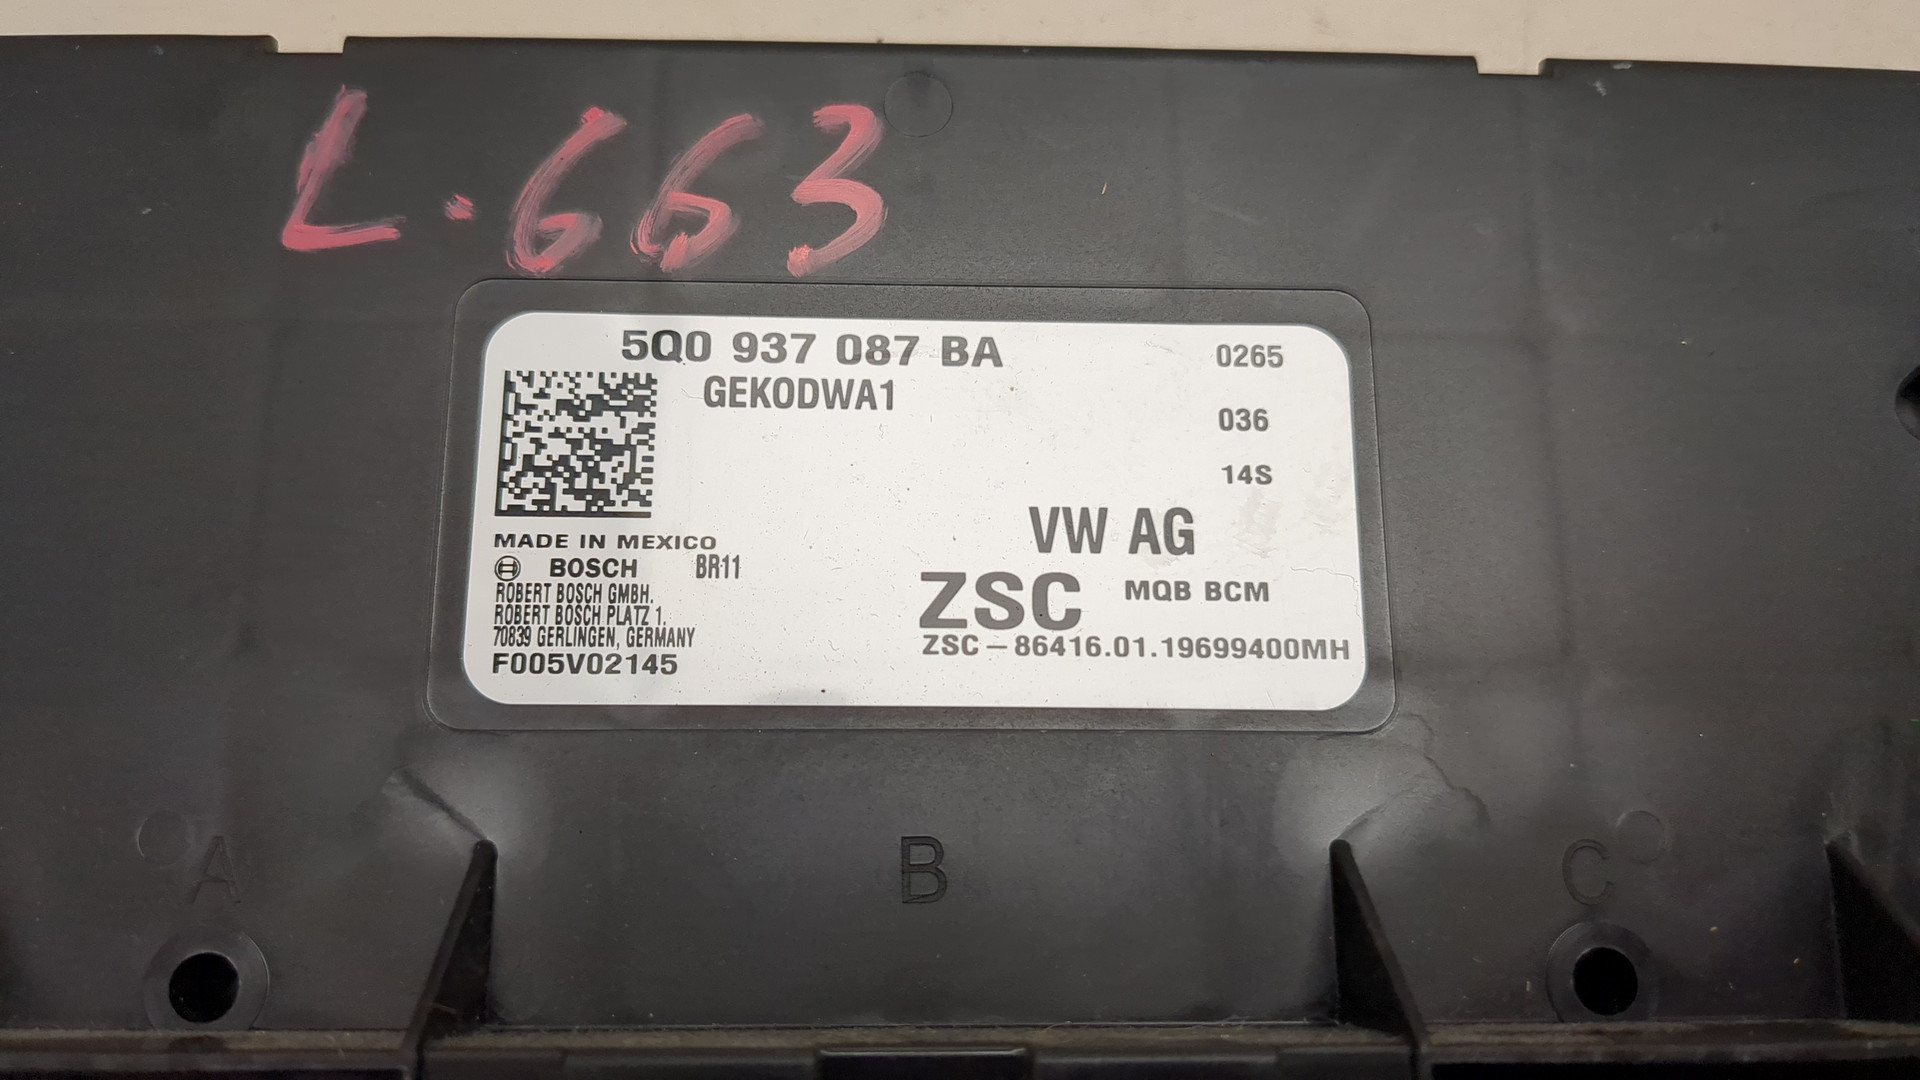 L.663
5Q0 937 087 BA
0265
GEKODWA1
036
14S
VW AG
MADE IN MEXICO
BOSCH BR11
ZSC MQB BCM
ROBERT BOSCH GMBH.
ROBERT BOSCH PLATZ 1.
70839 GERLINGEN, GERMANY
ZSC – 86416.01.19699400MH
F005V02145
A
B
C